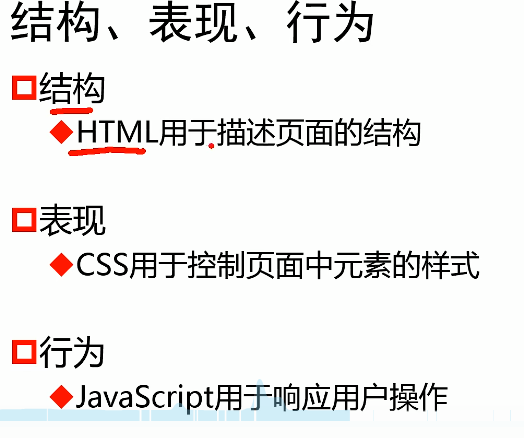 结构、表现、行为
结构
HTML用于描述页面的结构
表现
CSS用于控制页面中元素的样式
行为
JavaScript用于响应用户操作